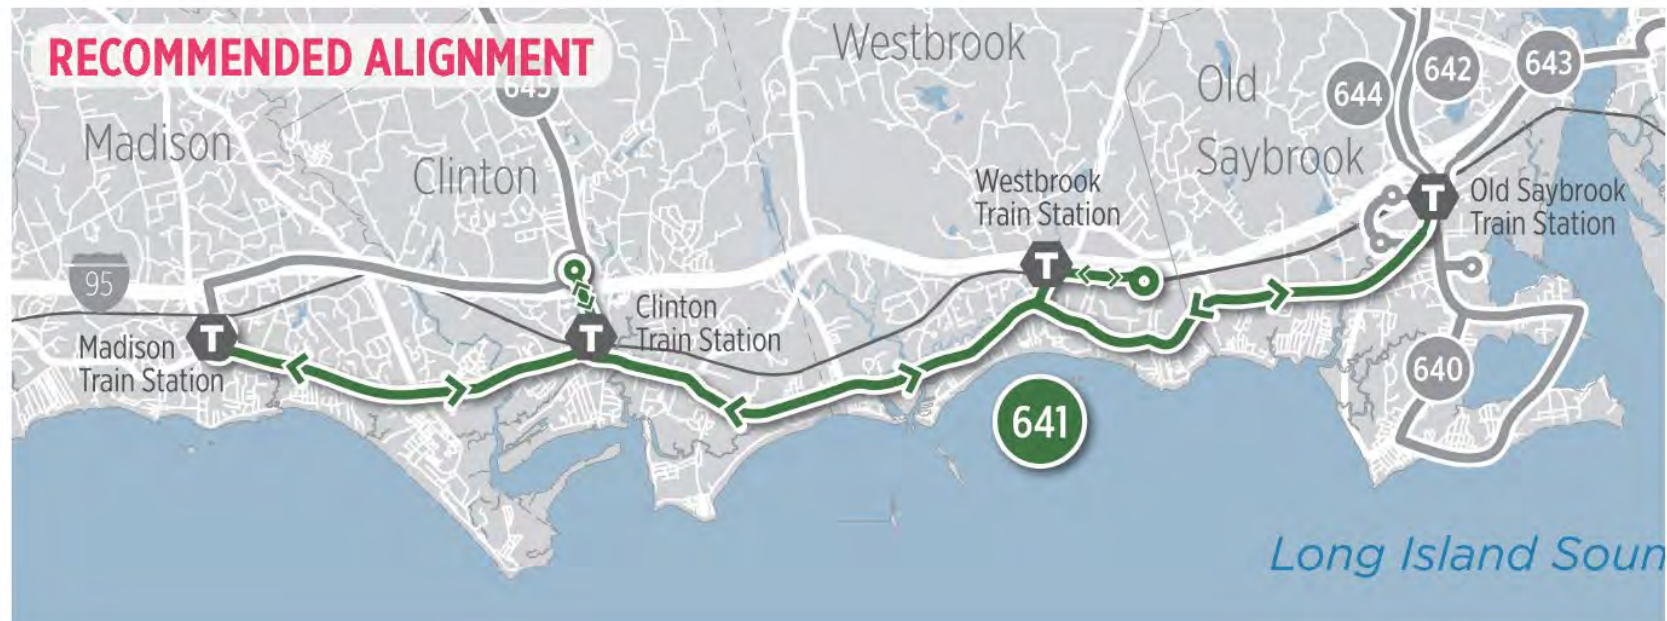 RECOMMENDED ALIGNMENT
645
Westbrook
Old
Saybrook
644
642
643
Madison
Clinton
Westbrook
Train Station
T
Old Saybrook
Train Station
T
95
T
Madison
Train Station
T
Clinton
Train Station
T
640
641
Long Island Soun